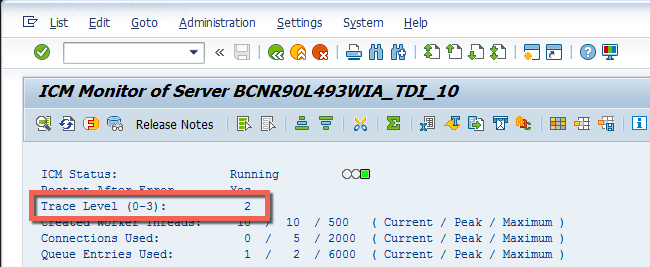 List Edit Goto Administration Settings System Help
ICM Monitor of Server BCNR90L493WIA_TDI_10
Release Notes
ICM Status: Running
Restart After Error Yes
Trace Level (0-3): 2
Created Worker Threads: 10 / 10 / 500 ( Current / Peak / Maximum )
Connections Used: 0 / 5 / 2000 ( Current / Peak / Maximum )
Queue Entries Used: 1 / 2 / 6000 ( Current / Peak / Maximum )